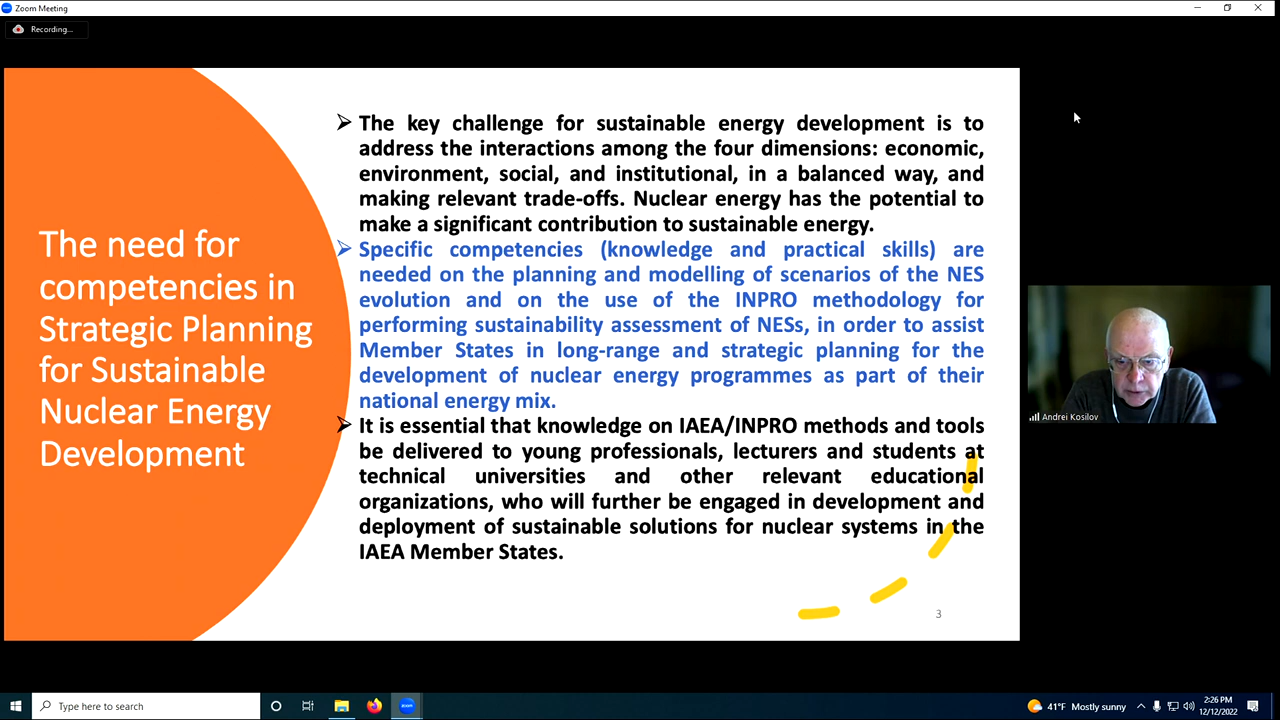 Zoom Meeting
Recording...
The need for
competencies in
Strategic Planning
for Sustainable
Nuclear Energy
Development
The key challenge for sustainable energy development is to
address the interactions among the four dimensions: economic,
environment, social, and institutional, in a balanced way, and
making relevant trade-offs. Nuclear energy has the potential to
make a significant contribution to sustainable energy.
Specific competencies (knowledge and practical skills) are
needed on the planning and modelling of scenarios of the NES
evolution and on the use of the INPRO methodology for
performing sustainability assessment of NESs, in order to assist
Member States in long-range and strategic planning for the
development of nuclear energy programmes as part of their
national energy mix.
It is essential that knowledge on IAEA/INPRO methods and tools
be delivered to young professionals, lecturers and students at
technical universities and other relevant educational
organizations, who will further be engaged in development and
deployment of sustainable solutions for nuclear systems in the
IAEA Member States.
3
Andrei Kosilov
Type here to search
41°F Mostly sunny
2:26 PM
12/12/2022